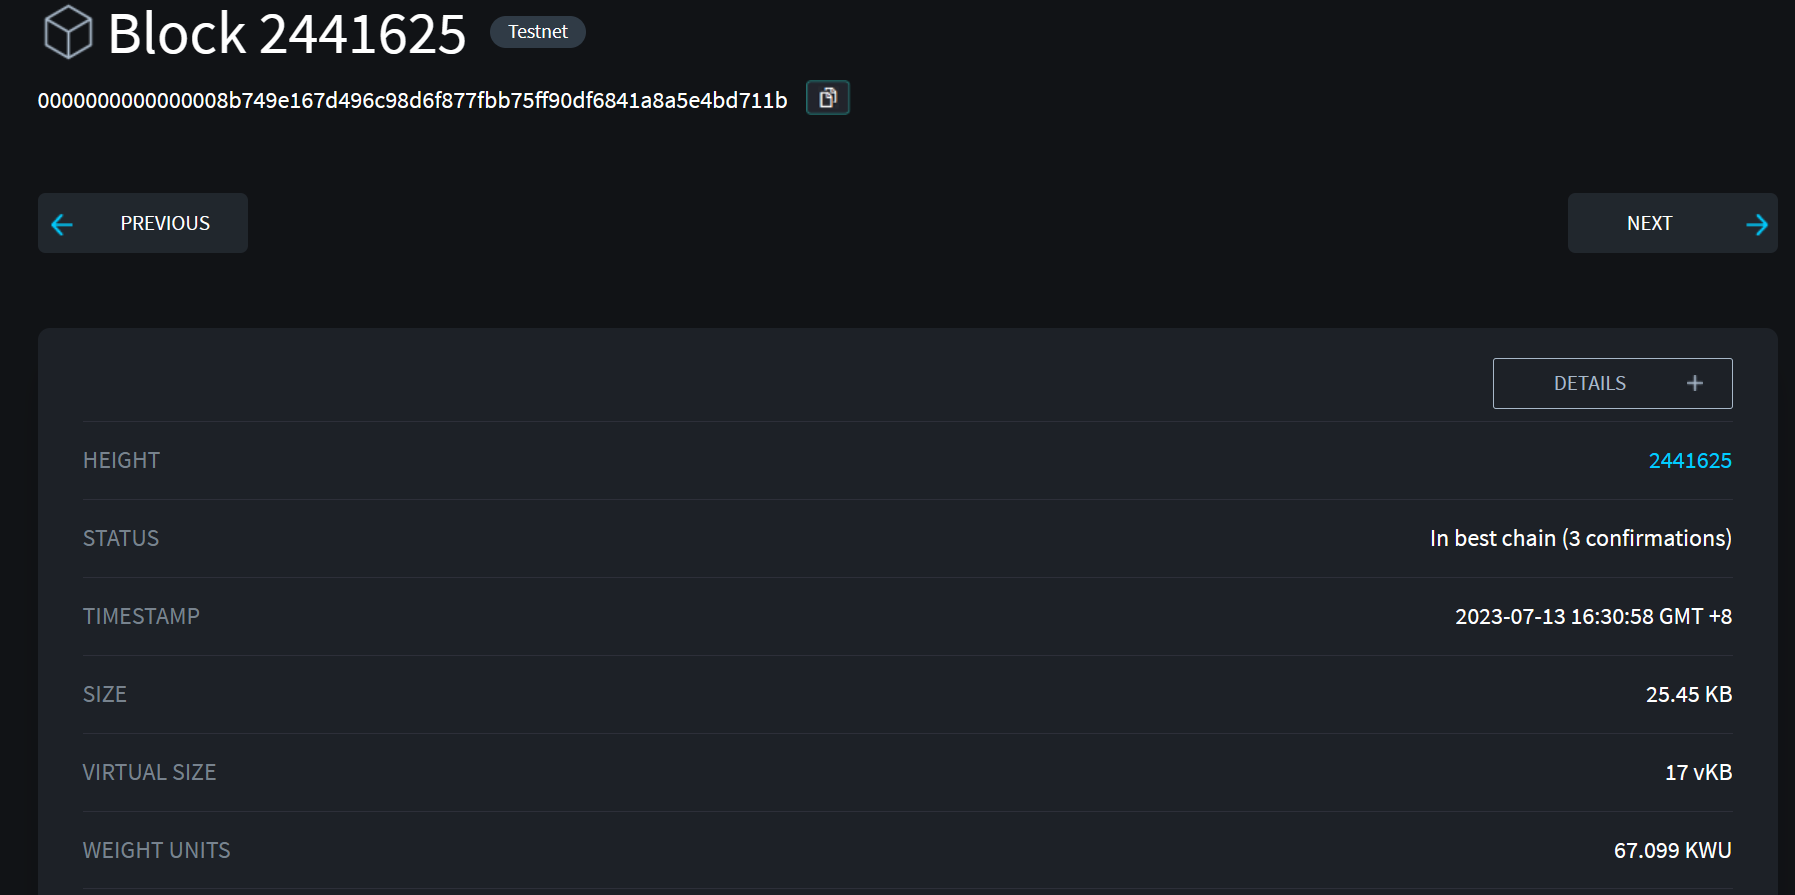 Block 2441625 Testnet
0000000000000008b749e167d496c98d6f877fbb75ff90df6841a8a5e4bd711b
PREVIOUS
NEXT
DETAILS +
HEIGHT 2441625
STATUS In best chain (3 confirmations)
TIMESTAMP 2023-07-13 16:30:58 GMT +8
SIZE 25.45 KB
VIRTUAL SIZE 17 vKB
WEIGHT UNITS 67.099 KWU